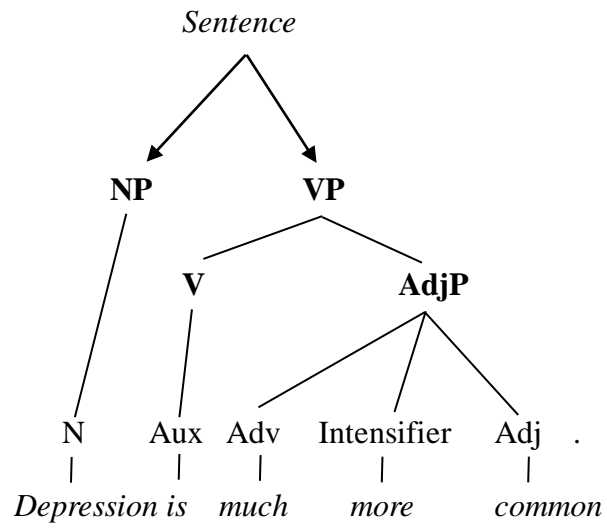 Sentence
NP VP
V AdjP
N Aux Adv Intensifier Adj .
Depression is much more common